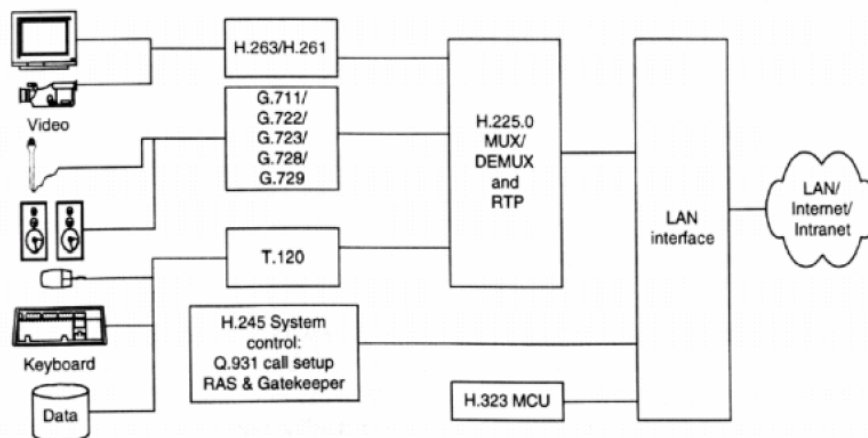 Video
Keyboard
Data
H.263/H.261
G.711/
G.722/
G.723/
G.728/
G.729
T.120
H.245 System
control:
Q.931 call setup
RAS & Gatekeeper
H.225.0
MUX/
DEMUX
and
RTP
H.323 MCU
LAN
interface
LAN/
Internet/
Intranet